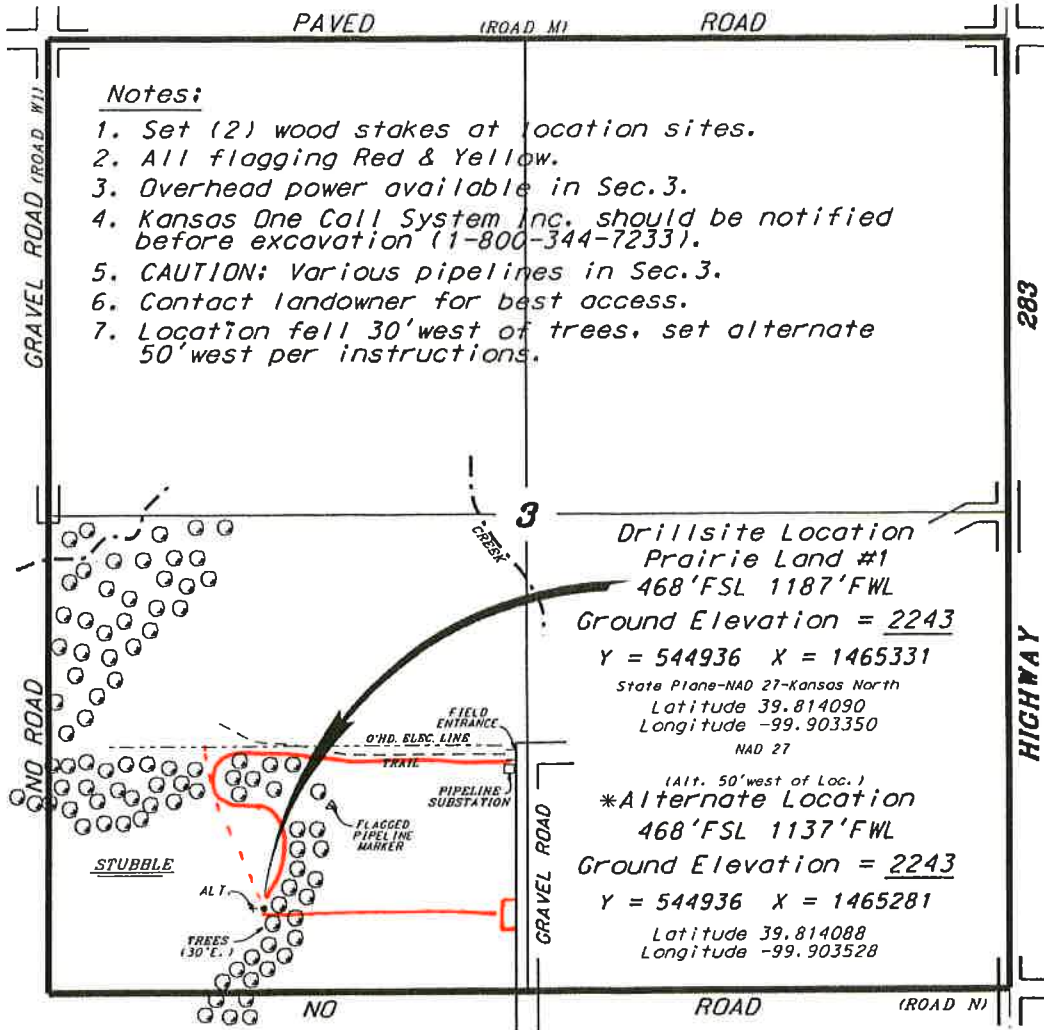 PAVED (ROAD M) ROAD
GRAVEL ROAD (ROAD W1)
Notes:
1. Set (2) wood stakes at location sites.
2. All flagging Red & Yellow.
3. Overhead power available in Sec.3.
4. Kansas One Call System Inc. should be notified
before excavation (1-800-344-7233).
5. CAUTION: Various pipelines in Sec.3.
6. Contact landowner for best access.
7. Location fell 30'west of trees, set alternate
50'west per instructions.
283
HIGHWAY
3
CREEK
Drillsite Location
Prairie Land #1
468'FSL 1187'FWL
Ground Elevation = 2243
Y = 544936 X = 1465331
State Plane-NAD 27-Kansas North
Latitude 39.814090
Longitude -99.903350
NAD 27
(Alt. 50'west of Loc.)
*Alternate Location
468'FSL 1137'FWL
Ground Elevation = 2243
Y = 544936 X = 1465281
Latitude 39.814088
Longitude -99.903528
NO ROAD
FIELD
ENTRANCE
O'HD. ELEC. LINE
TRAIL
PIPELINE
SUBSTATION
FLAGGED
PIPELINE
MARKER
STUBBLE
ALT
TREES
(30'E.)
GRAVEL ROAD
NO ROAD (ROAD N)